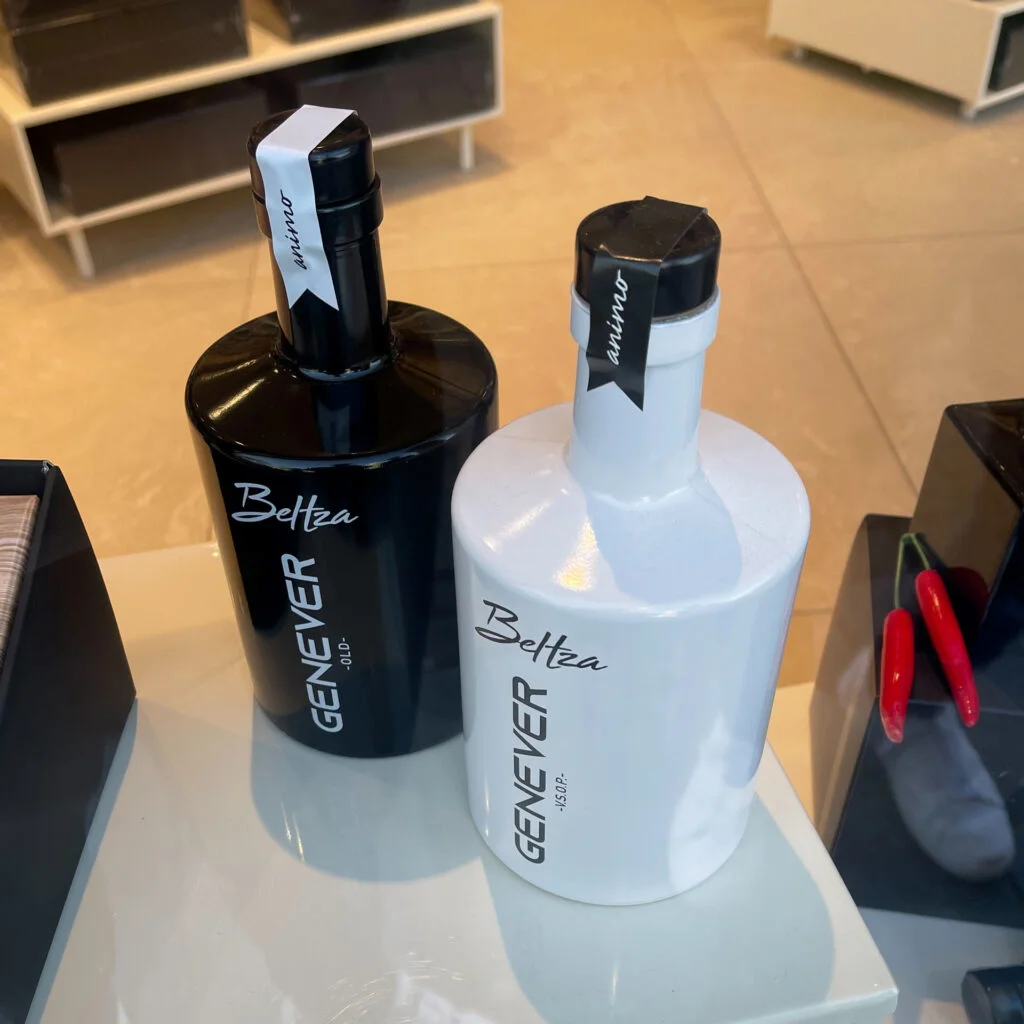 animo
Beltza
GENEVER
-OLD-
animo
Beltza
GENEVER
-V.S.O.P.-